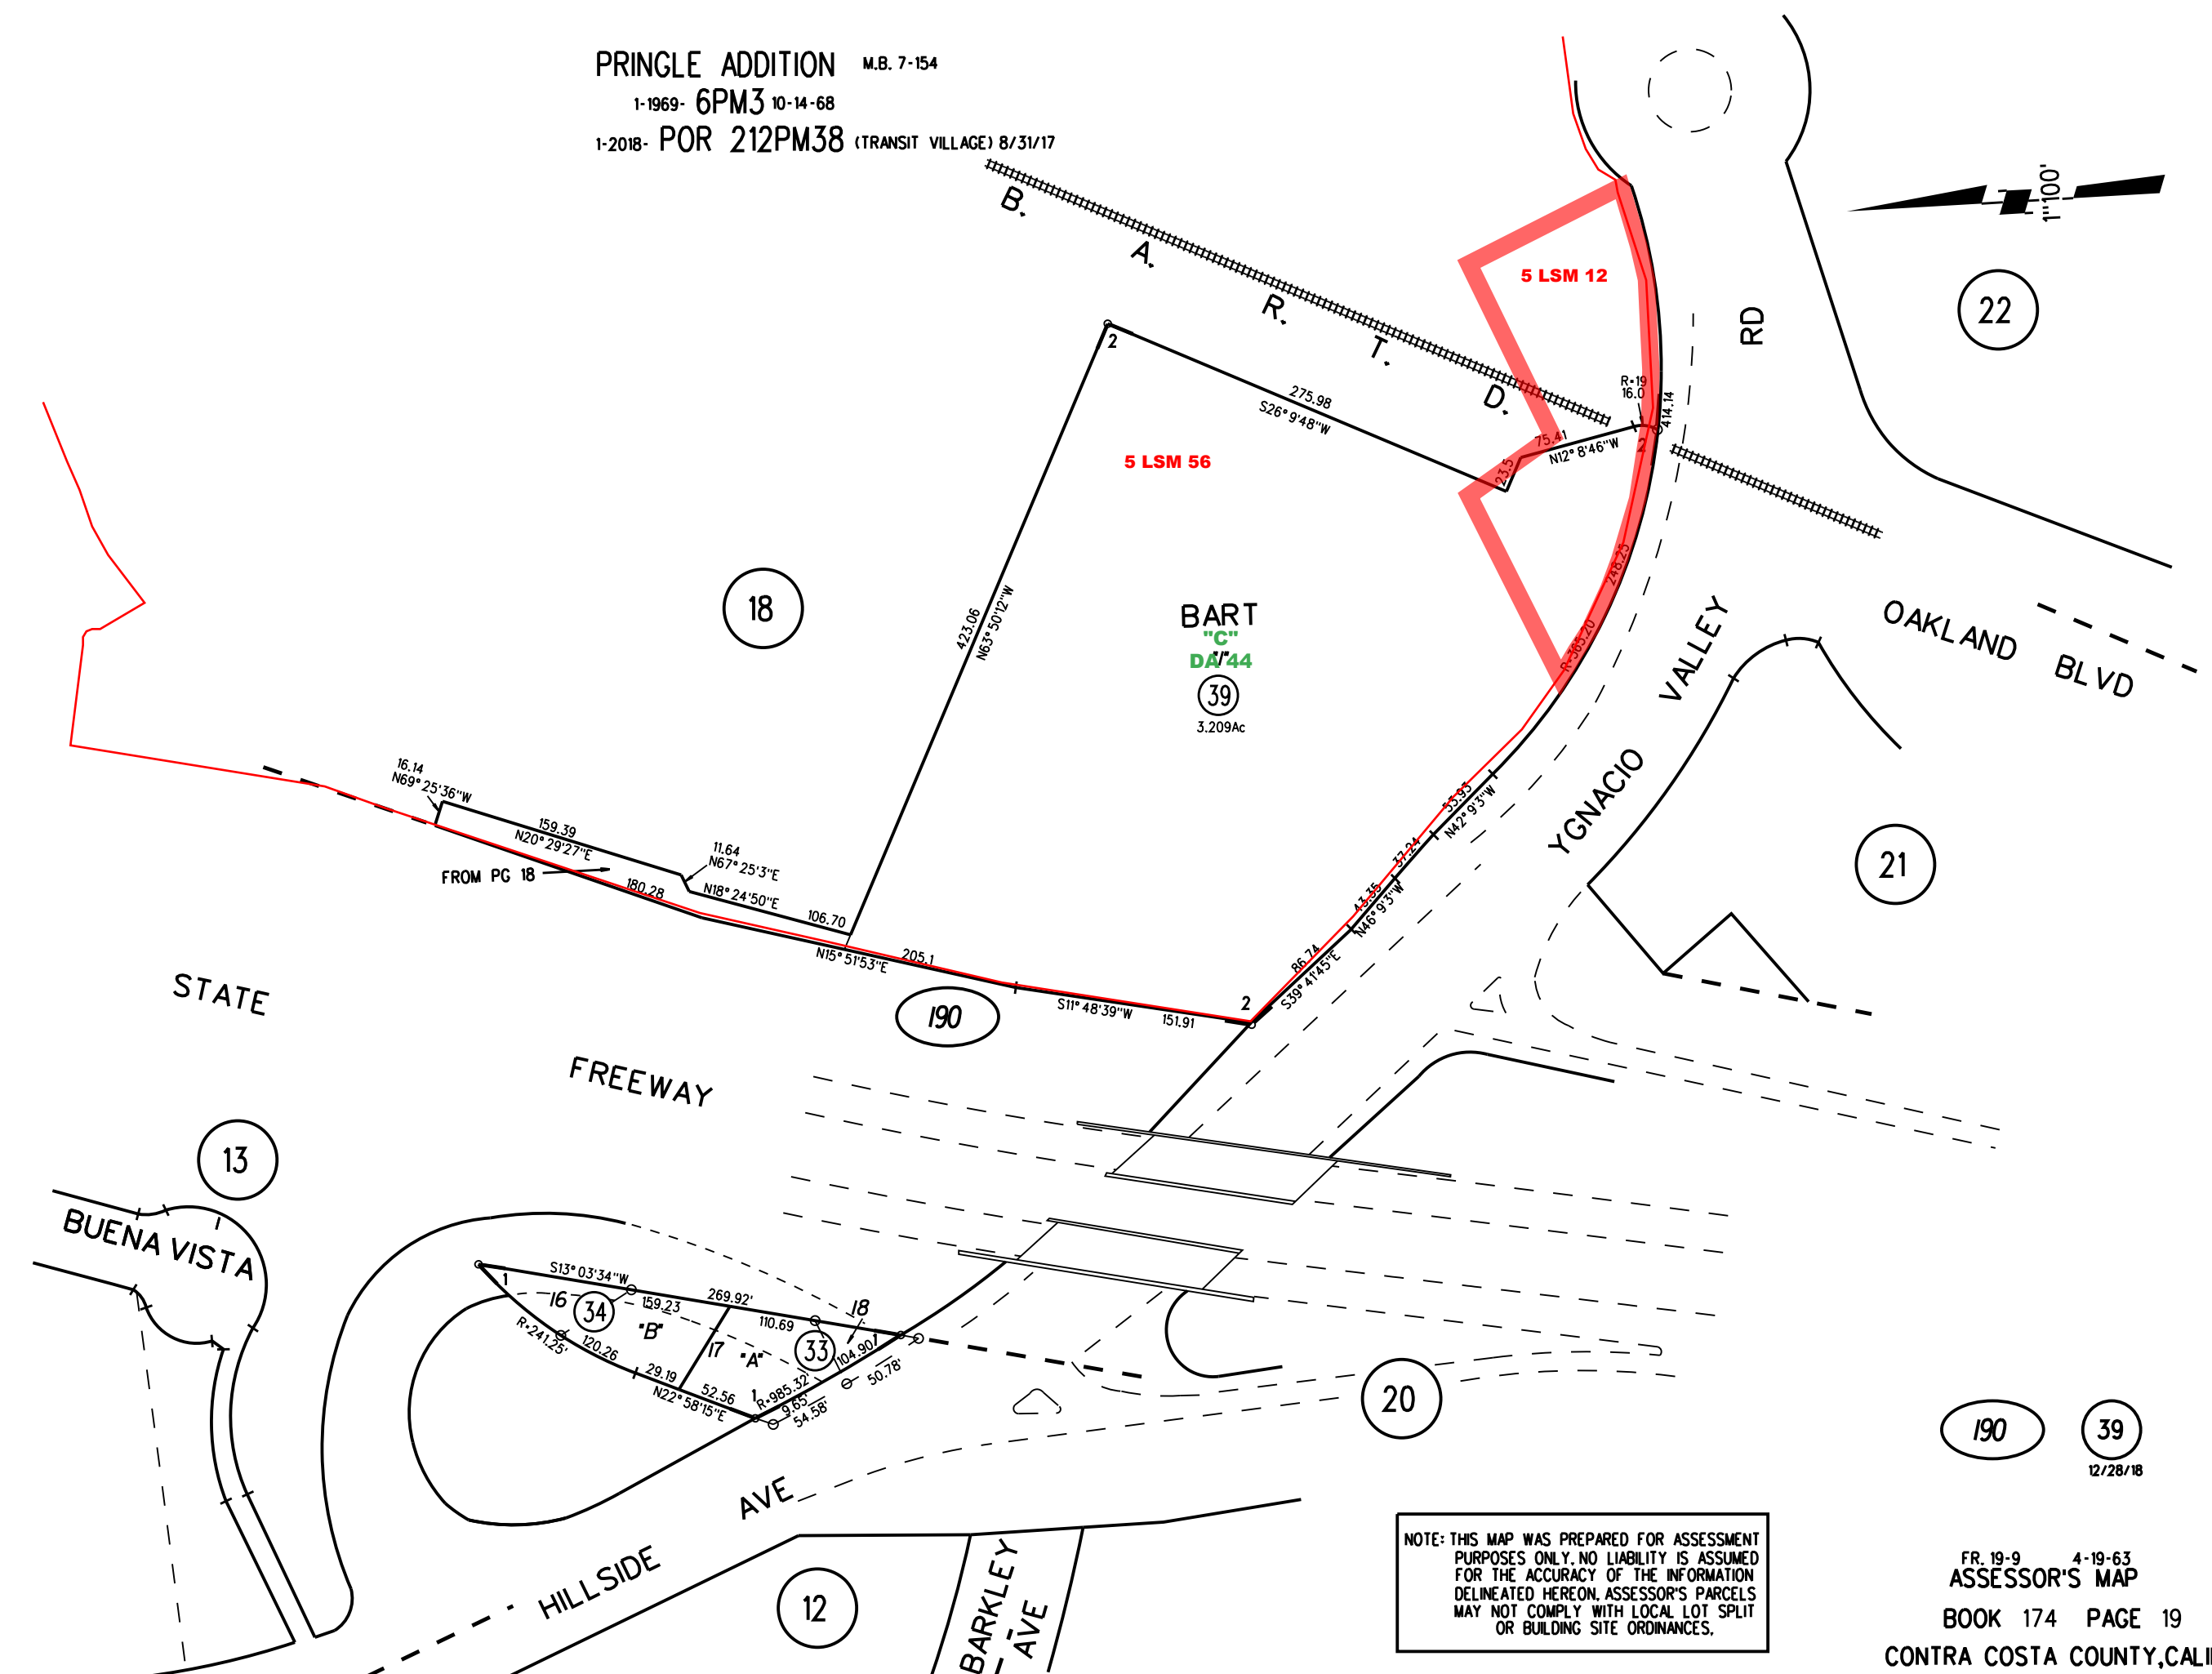 PRINGLE ADDITION M.B. 7-154
1-1969- 6PM3 10-14-68
1-2018- POR 212PM38 (TRANSIT VILLAGE) 8/31/17
1"100'
B. A. R. T. D.
5 LSM 12
22
RD
R=19
16.0
414.14
2
275.98
S26°9'48"W
75.41
N12°8'46"W
2
23.5
5 LSM 56
18
423.06
N63°50'12"W
BART
"C"
DA 44
39
3.209Ac
248.25
R=365.20
YGNACIO VALLEY
OAKLAND BLVD
16.14
N69°25'36"W
159.39
N20°29'27"E
11.64
N67°25'3"E
FROM PG 18
180.28
N18°24'50"E
106.70
N15°51'53"E
205.1
53.93
N42°9'3"W
37.24
43.35
N46°9'3"W
86.74
S39°41'45"E
21
STATE
190
S11°48'39"W
151.91
2
FREEWAY
13
BUENA VISTA
S13°03'34"W
1
16
34
159.23
269.92'
"B"
110.69
18
R=241.25'
120.26
17
"A"
33
104.90
1
50.78'
29.19
N22°58'15"E
52.56
1
R=985.32'
9.65'
54.58'
20
190
39
12/28/18
AVE
HILLSIDE
12
BARKLEY
AVE
NOTE: THIS MAP WAS PREPARED FOR ASSESSMENT
PURPOSES ONLY. NO LIABILITY IS ASSUMED
FOR THE ACCURACY OF THE INFORMATION
DELINEATED HEREON. ASSESSOR'S PARCELS
MAY NOT COMPLY WITH LOCAL LOT SPLIT
OR BUILDING SITE ORDINANCES.
FR. 19-9 4-19-63
ASSESSOR'S MAP
BOOK 174 PAGE 19
CONTRA COSTA COUNTY, CALI